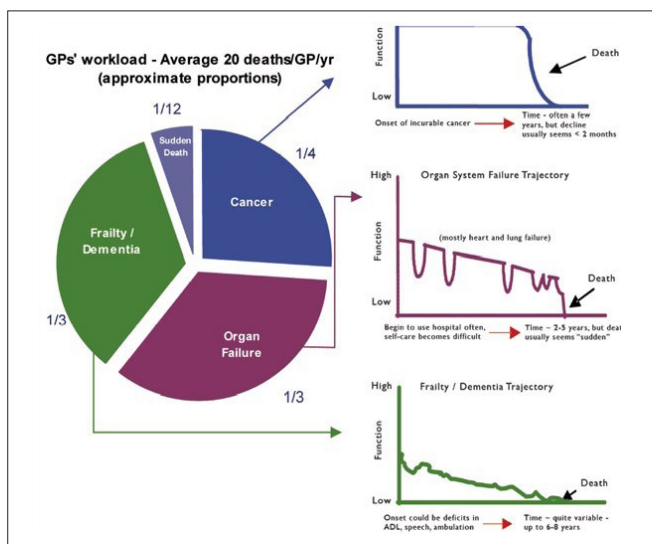 GPs' workload - Average 20 deaths/GP/yr
(approximate proportions)
1/12
Sudden
Death
1/4
Cancer
Frailty /
Dementia
1/3
Organ
Failure
1/3
Function
Death
Low
Onset of incurable cancer
Time - often a few
years, but decline
usually seems < 2 months
High
Organ System Failure Trajectory
(mostly heart and lung failure)
Function
Death
Low
Begin to use hospital often,
self-care becomes difficult
Time ~ 2-5 years, but
usually seems "sudden"
High
Frailty / Dementia Trajectory
Function
Death
Low
Onset could be deficits in
ADL, speech, ambulation
Time ~ quite variable -
up to 6-8 years